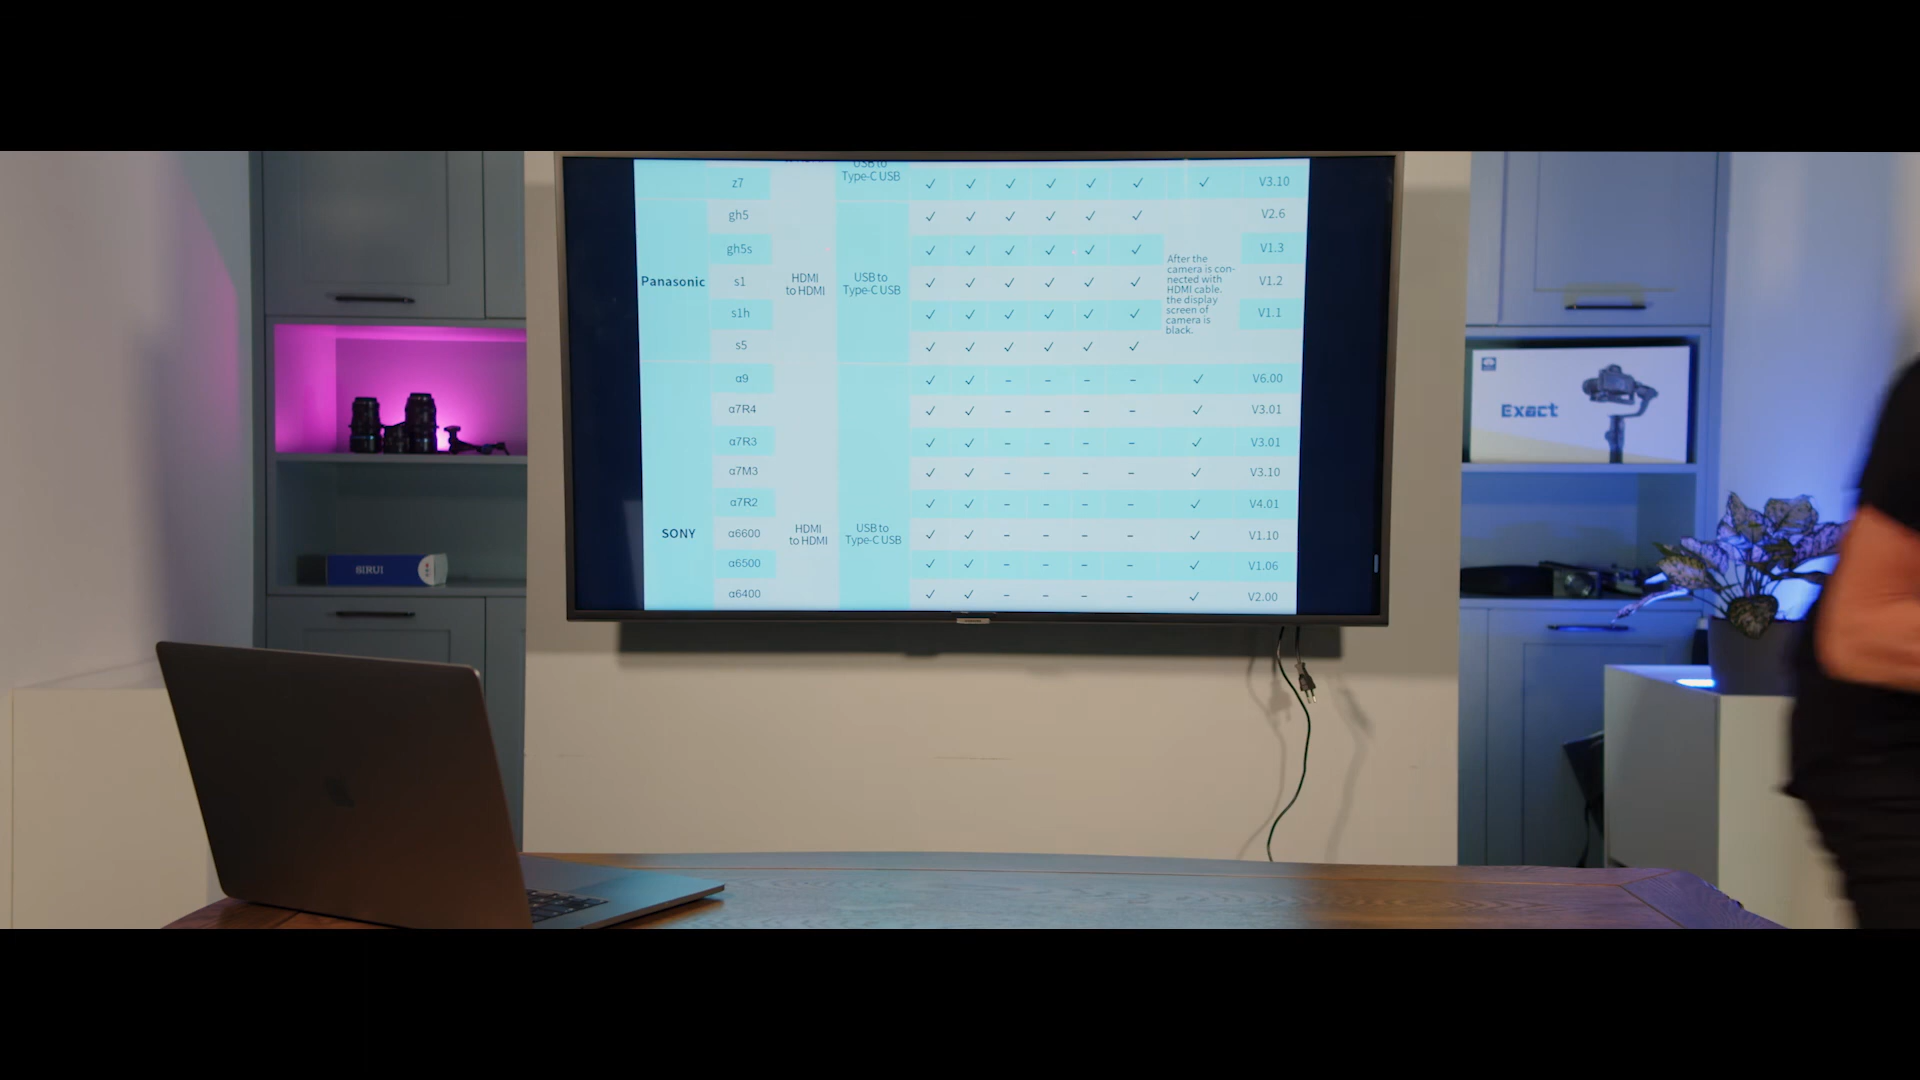 USB to
Type-C USB
z7 ✓ ✓ ✓ ✓ ✓ ✓ ✓ V3.10
gh5 ✓ ✓ ✓ ✓ ✓ ✓ V2.6
gh5s ✓ ✓ ✓ ✓ ✓ ✓ V1.3
Panasonic
s1 ✓ ✓ ✓ ✓ ✓ ✓ V1.2
HDMI
to HDMI
USB to
Type-C USB
After the
camera is con-
nected with
HDMI cable.
the display
screen of
camera is
black.
s1h ✓ ✓ ✓ ✓ ✓ ✓ V1.1
s5 ✓ ✓ ✓ ✓ ✓ ✓
α9 ✓ ✓ – – – – ✓ V6.00
α7R4 ✓ ✓ – – – – ✓ V3.01
α7R3 ✓ ✓ – – – – ✓ V3.01
α7M3 ✓ ✓ – – – – ✓ V3.10
α7R2 ✓ ✓ – – – – ✓ V4.01
SONY
α6600 ✓ ✓ – – – – ✓ V1.10
HDMI
to HDMI
USB to
Type-C USB
α6500 ✓ ✓ – – – – ✓ V1.06
α6400 ✓ ✓ – – – – ✓ V2.00
Exact
SIRUI